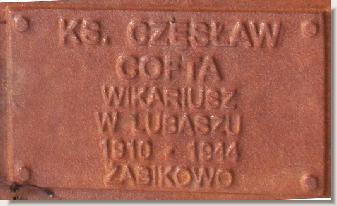 KS. CZESŁAW
COFTA
WIKARIUSZ
W LUBASZU
1910 · 1944
ŻABIKOWO